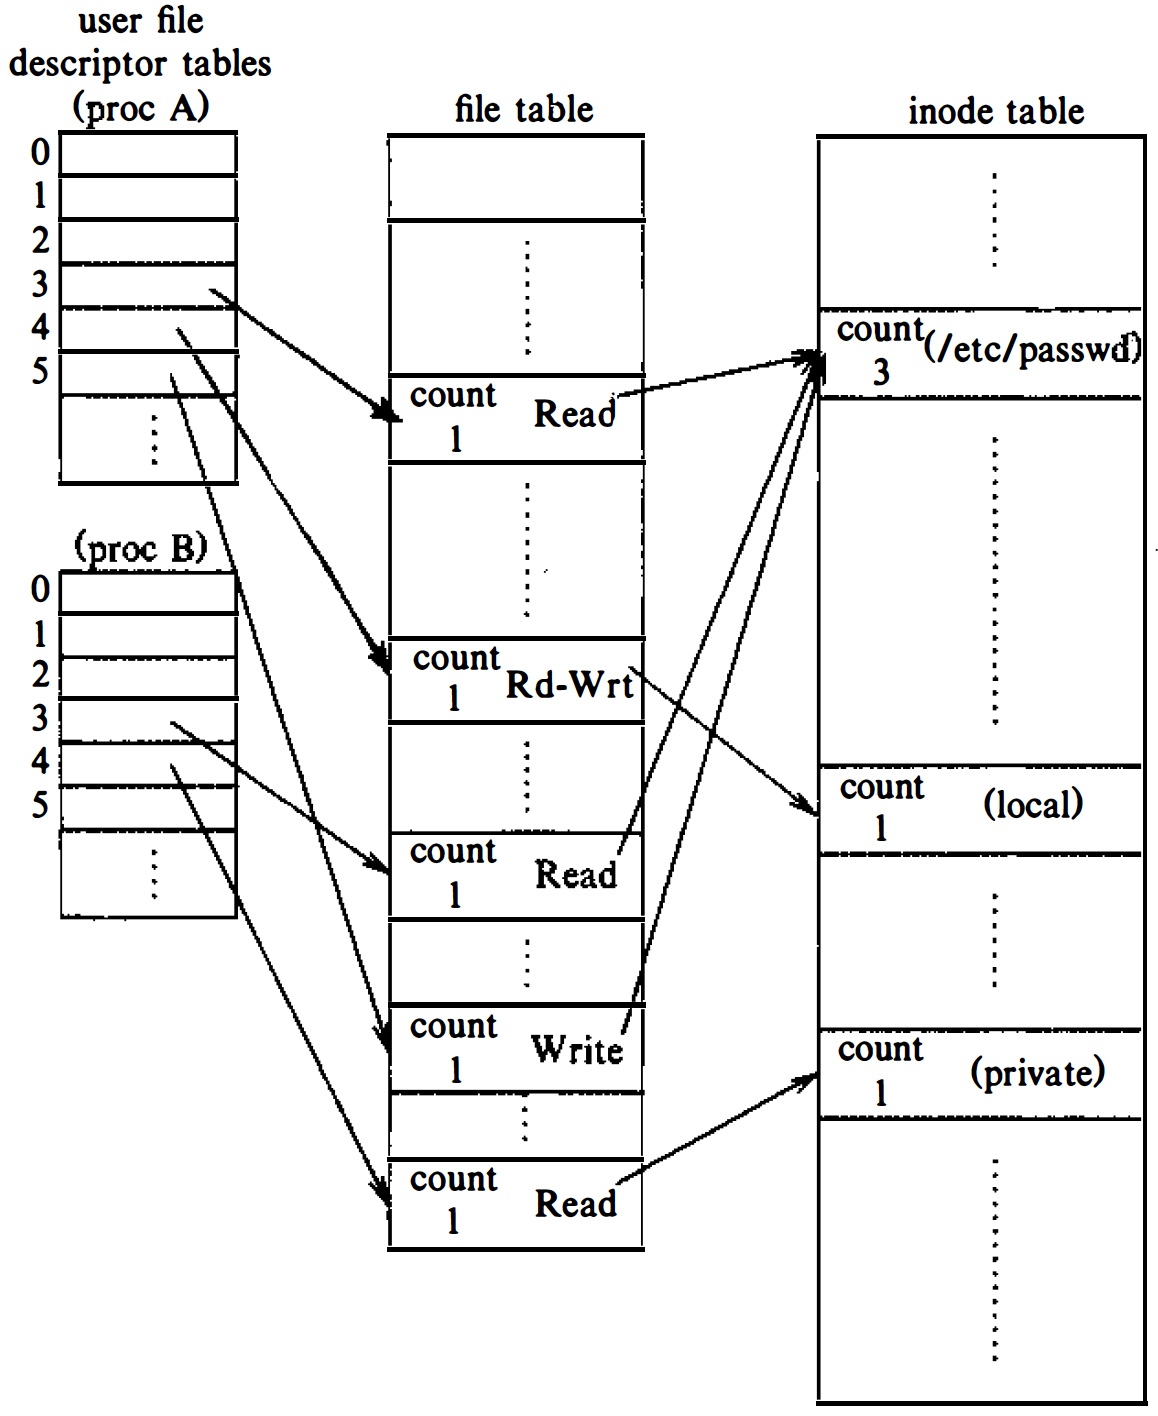 user file
descriptor tables
(proc A)
0
1
2
3
4
5
(proc B)
0
1
2
3
4
5
file table
count
1 Read
count
1 Rd-Wrt
count
1 Read
count
1 Write
count
1 Read
inode table
count (/etc/passwd)
3
count (local)
1
count (private)
1